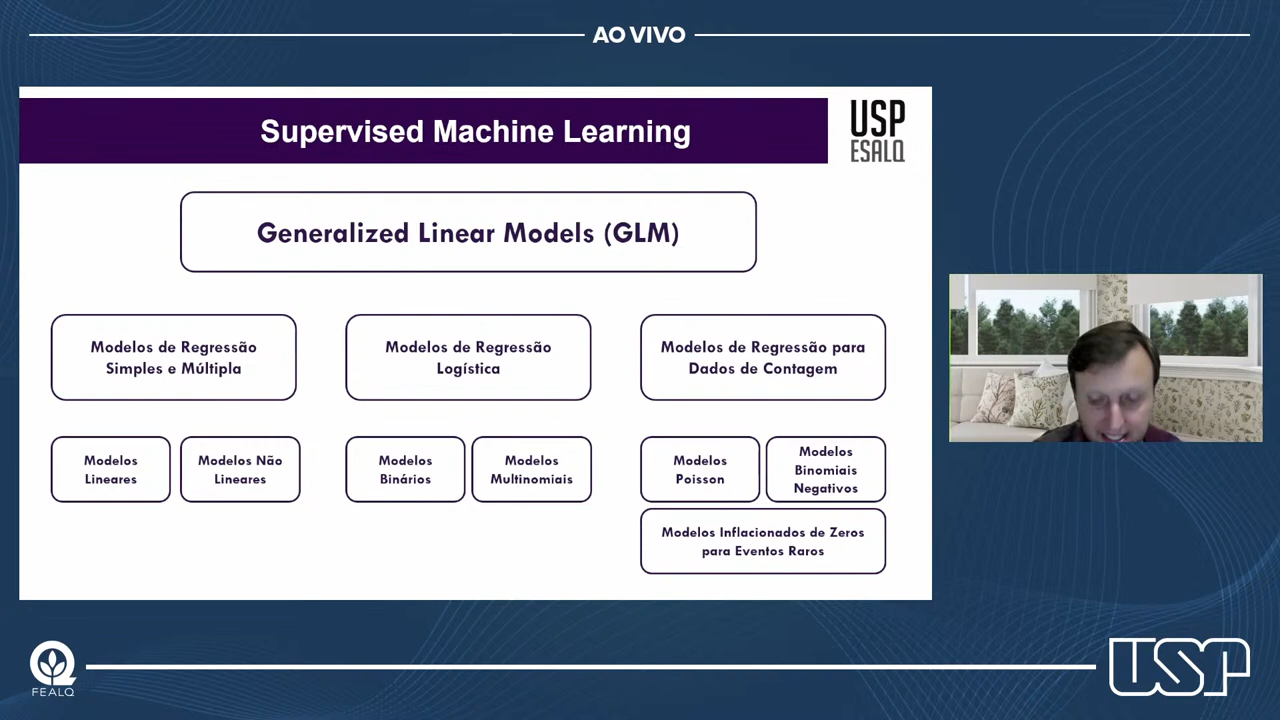 AO VIVO
Supervised Machine Learning
USP
ESALQ
Generalized Linear Models (GLM)
Modelos de Regressão
Simples e Múltipla
Modelos de Regressão
Logística
Modelos de Regressão para
Dados de Contagem
Modelos
Lineares
Modelos Não
Lineares
Modelos
Binários
Modelos
Multinomiais
Modelos
Poisson
Modelos
Binomiais
Negativos
Modelos Inflacionados de Zeros
para Eventos Raros
FEALQ
USP